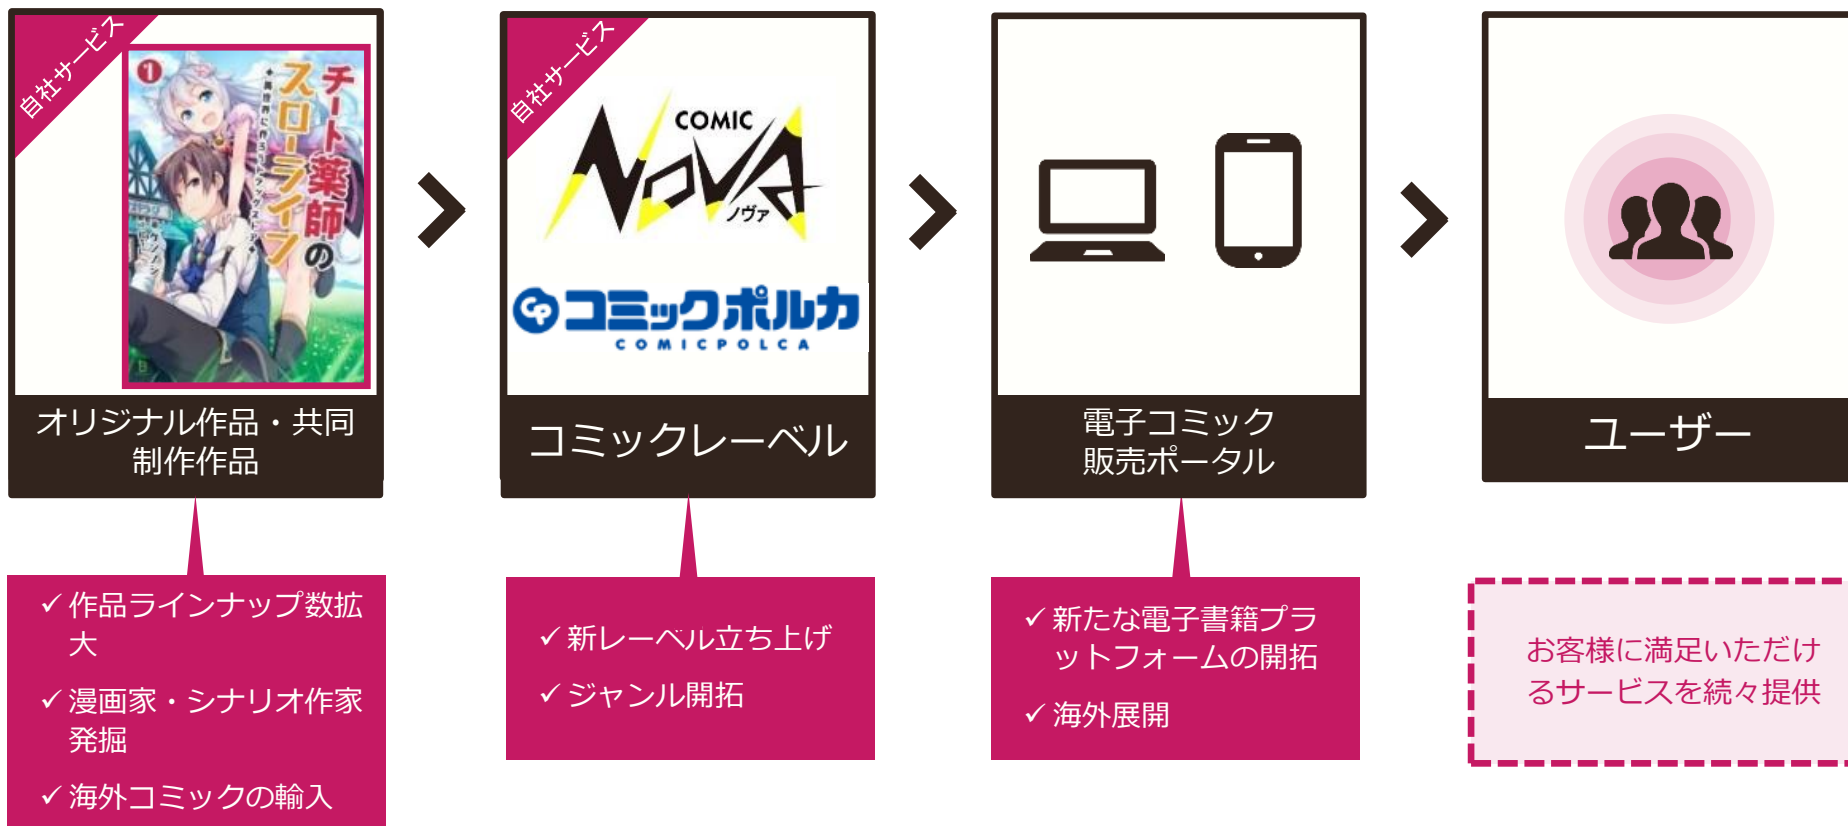 自社サービス
1
チート薬師の
スローライフ
オリジナル作品・共同
制作作品
自社サービス
COMIC
NOVA
ノヴァ
CP
コミックポルカ
COMICPOLCA
コミックレーベル
電子コミック
販売ポータル
ユーザー
✓ 作品ラインナップ数拡
大
✓ 漫画家・シナリオ作家
発掘
✓ 海外コミックの輸入
✓ 新レーベル立ち上げ
✓ ジャンル開拓
✓ 新たな電子書籍プラ
ットフォームの開拓
✓ 海外展開
お客様に満足いただけ
るサービスを続々提供